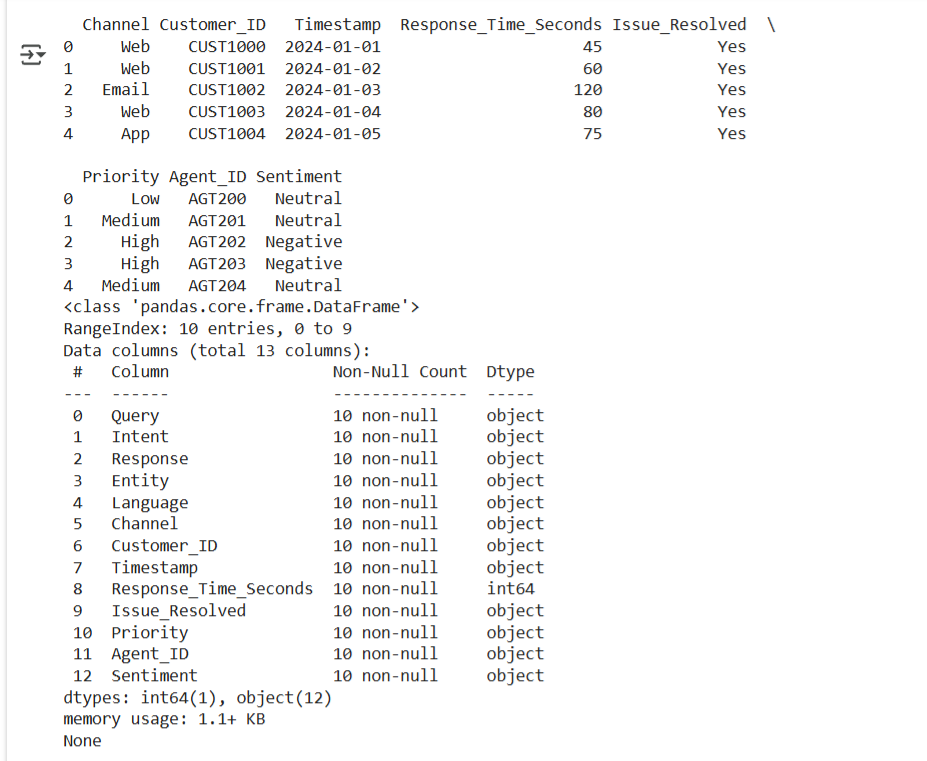 Channel Customer_ID Timestamp Response_Time_Seconds Issue_Resolved \
0 Web CUST1000 2024-01-01 45 Yes
1 Web CUST1001 2024-01-02 60 Yes
2 Email CUST1002 2024-01-03 120 Yes
3 Web CUST1003 2024-01-04 80 Yes
4 App CUST1004 2024-01-05 75 Yes
Priority Agent_ID Sentiment
0 Low AGT200 Neutral
1 Medium AGT201 Neutral
2 High AGT202 Negative
3 High AGT203 Negative
4 Medium AGT204 Neutral
<class 'pandas.core.frame.DataFrame'>
RangeIndex: 10 entries, 0 to 9
Data columns (total 13 columns):
# Column Non-Null Count Dtype
--- ------ -------------- -----
0 Query 10 non-null object
1 Intent 10 non-null object
2 Response 10 non-null object
3 Entity 10 non-null object
4 Language 10 non-null object
5 Channel 10 non-null object
6 Customer_ID 10 non-null object
7 Timestamp 10 non-null object
8 Response_Time_Seconds 10 non-null int64
9 Issue_Resolved 10 non-null object
10 Priority 10 non-null object
11 Agent_ID 10 non-null object
12 Sentiment 10 non-null object
dtypes: int64(1), object(12)
memory usage: 1.1+ KB
None